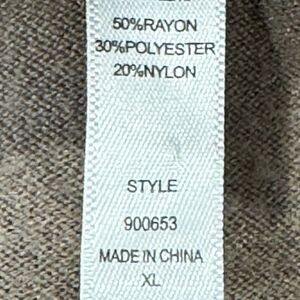 50%RAYON
30%POLYESTER
20%NYLON
STYLE
900653
MADE IN CHINA
XL